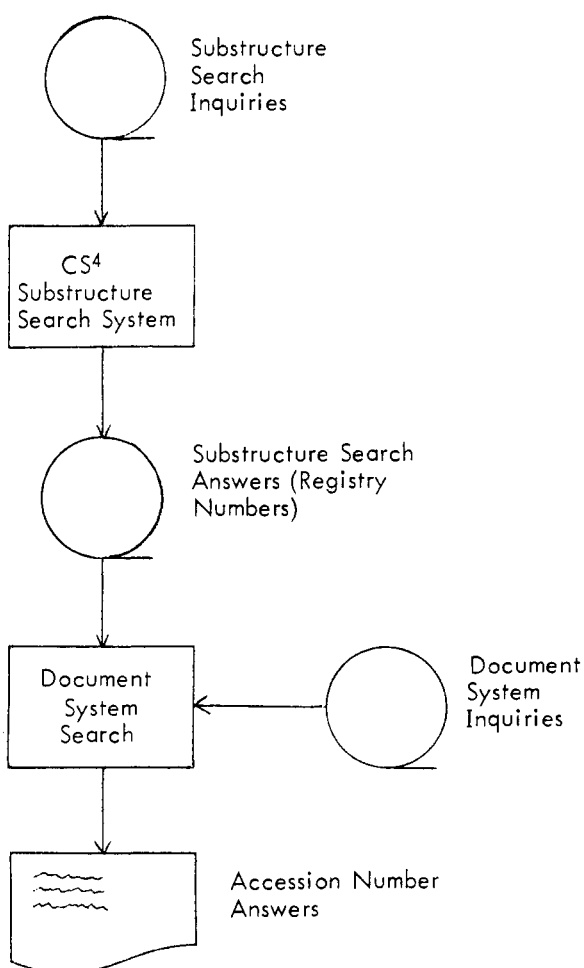 Substructure
Search
Inquiries
CS⁴
Substructure
Search System
Substructure Search
Answers (Registry
Numbers)
Document
System
Search
Document
System
Inquiries
Accession Number
Answers